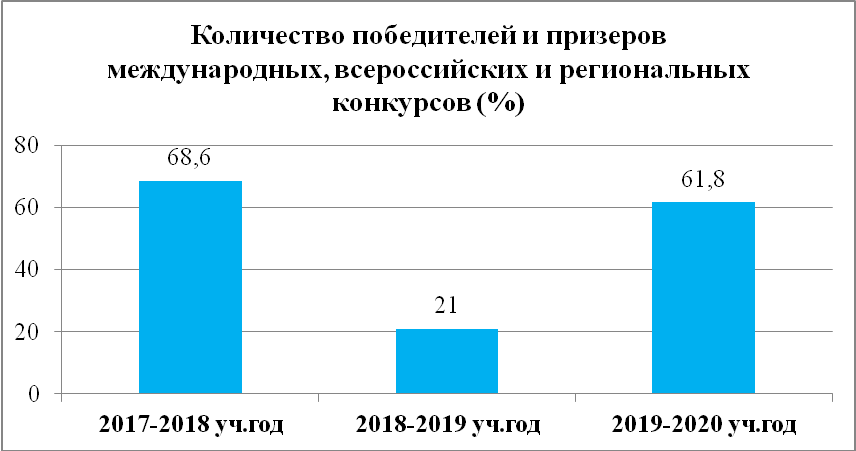 Количество победителей и призеров
международных, всероссийских и региональных
конкурсов (%)
80
60
40
20
0
68,6
21
61,8
2017-2018 уч.год
2018-2019 уч.год
2019-2020 уч.год